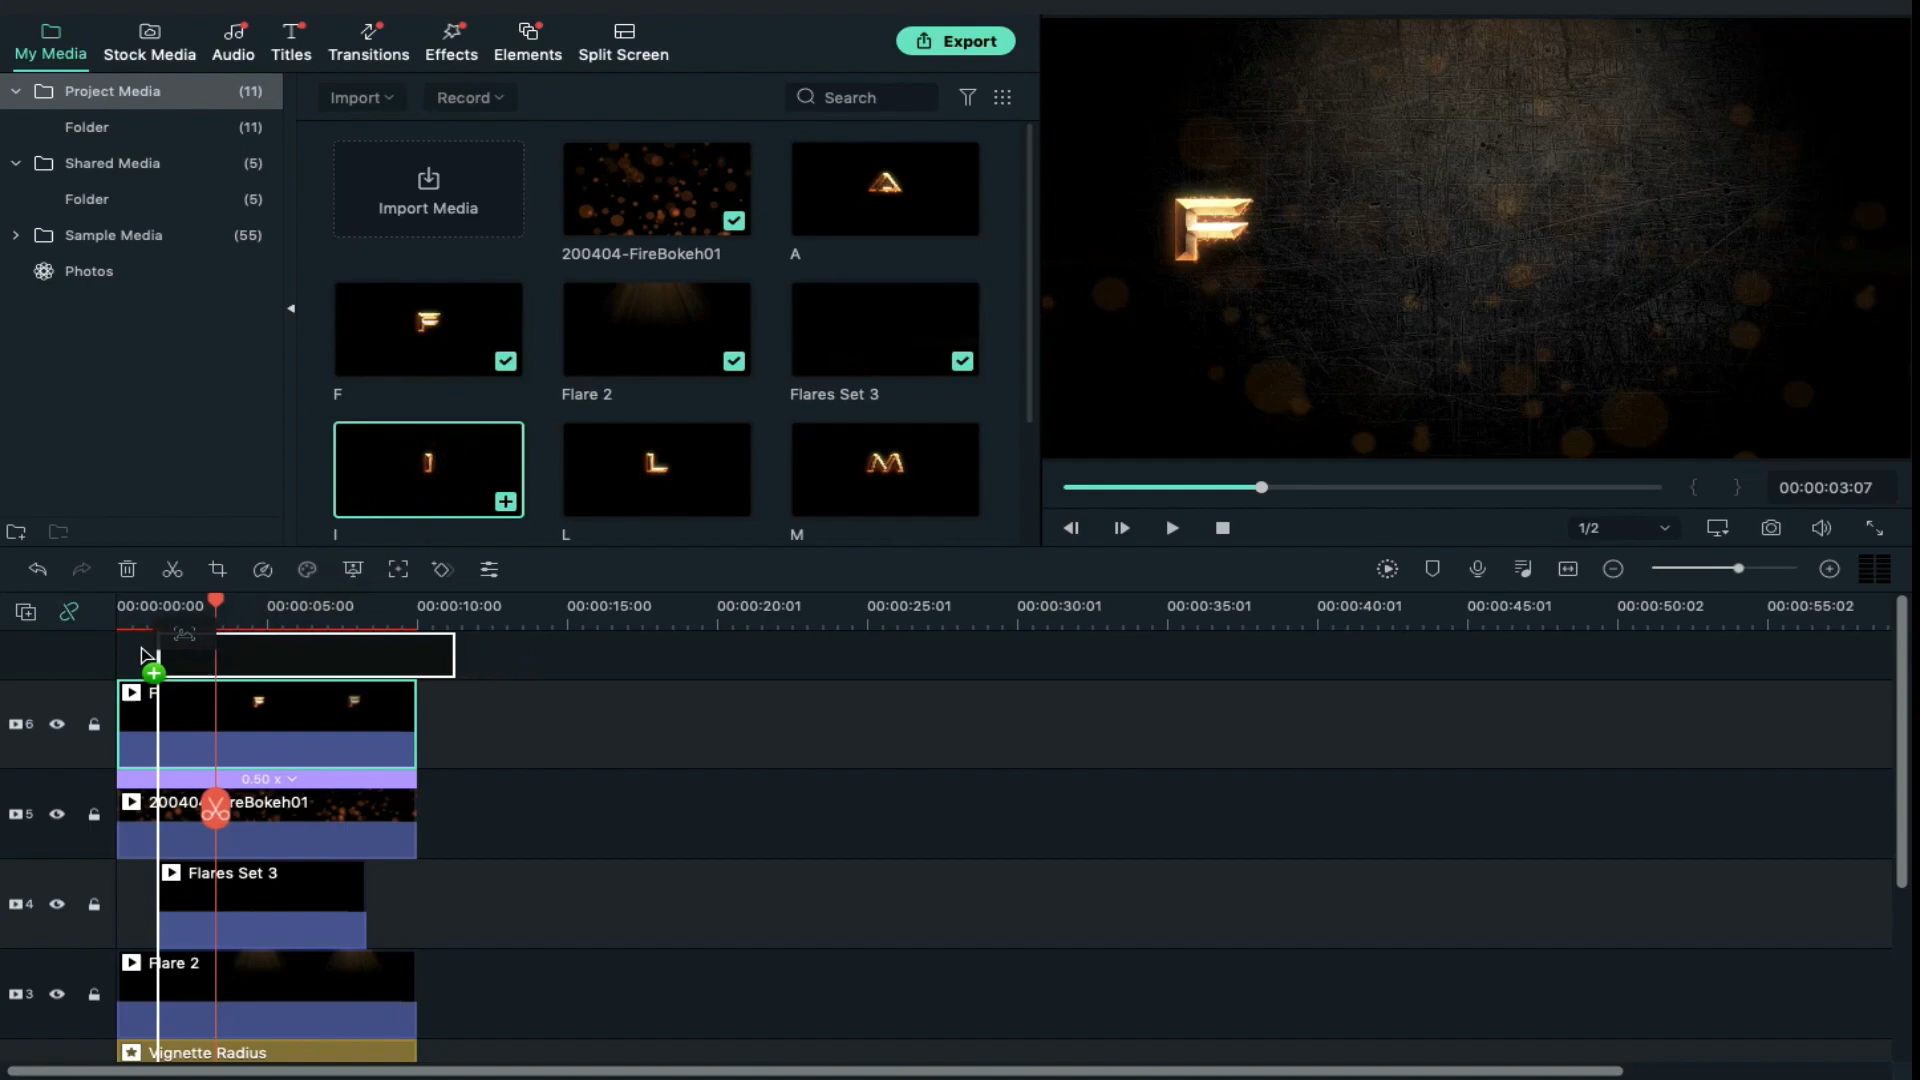 My Media
Stock Media
Audio
Titles
Transitions
Effects
Elements
Split Screen
Export
Project Media (11)
Folder (11)
Shared Media (5)
Folder (5)
Sample Media (55)
Photos
Import
Record
Search
Import Media
200404-FireBokeh01
A
A
F
F
Flare 2
Flares Set 3
I
L
M
I
L
M
F
1/2
00:00:03:07
00:00:00:00
00:00:05:00
00:00:10:00
00:00:15:00
00:00:20:01
00:00:25:01
00:00:30:01
00:00:35:01
00:00:40:01
00:00:45:01
00:00:50:02
00:00:55:02
F
F
F
6
0.50 x
5
4
Flares Set 3
3
Flare 2
Vignette Radius